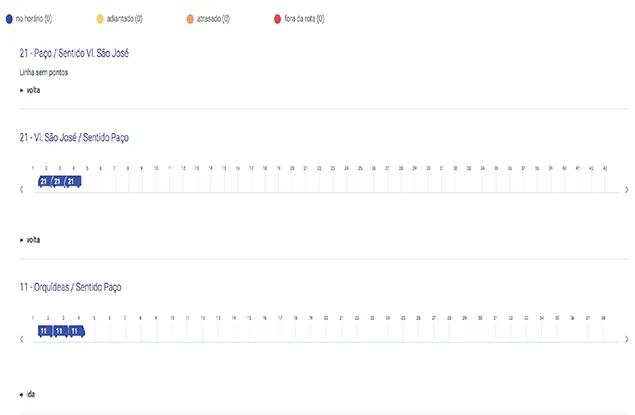 no horário (0) adiantado (0) atrasado (0) fora da rota (0)
21 - Paço / Sentido Vl. São José
Linha sem pontos
volta
21 - Vl. São José / Sentido Paço
1 2 3 4 5 6 7 8 9 10 11 12 13 14 15 16 17 18 19 20 21 22 23 24 25 26 27 28 29 30 31 32 33 34 35 36 37 38 39 40 41 42 43
21 21 21
volta
11 - Orquídeas / Sentido Paço
1 2 3 4 5 6 7 8 9 10 11 12 13 14 15 16 17 18 19 20 21 22 23 24 25 26 27 28 29 30 31 32 33 34 35 36 37 38
11 11 11
ida